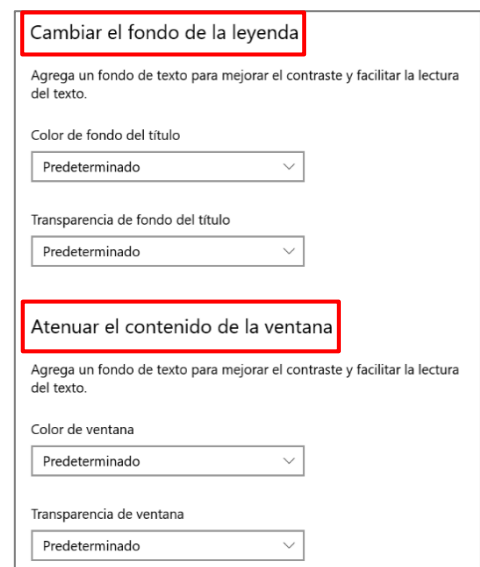 Cambiar el fondo de la leyenda
Agrega un fondo de texto para mejorar el contraste y facilitar la lectura
del texto.
Color de fondo del título
Predeterminado
Transparencia de fondo del título
Predeterminado
Atenuar el contenido de la ventana
Agrega un fondo de texto para mejorar el contraste y facilitar la lectura
del texto.
Color de ventana
Predeterminado
Transparencia de ventana
Predeterminado